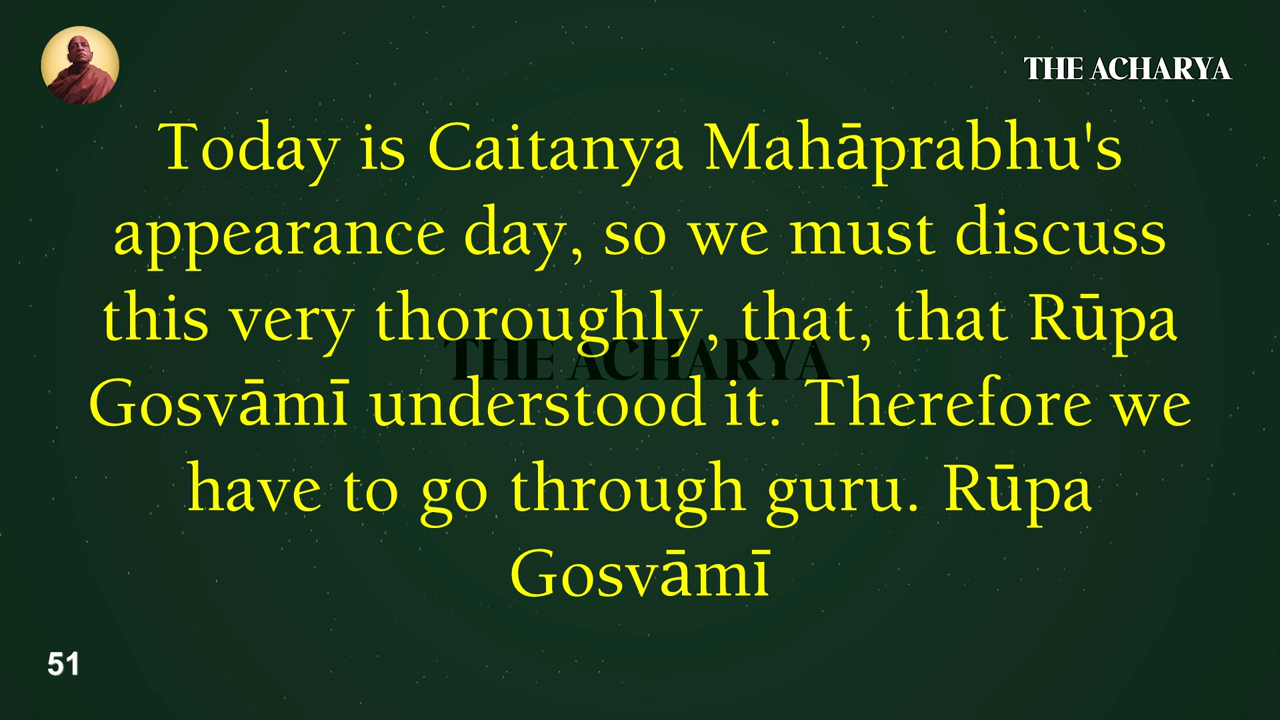 THE ACHARYA
Today is Caitanya Mahāprabhu's
appearance day, so we must discuss
this very thoroughly, that, that Rūpa
THE ACHARYA
Gosvāmī understood it. Therefore we
have to go through guru. Rūpa
Gosvāmī
51